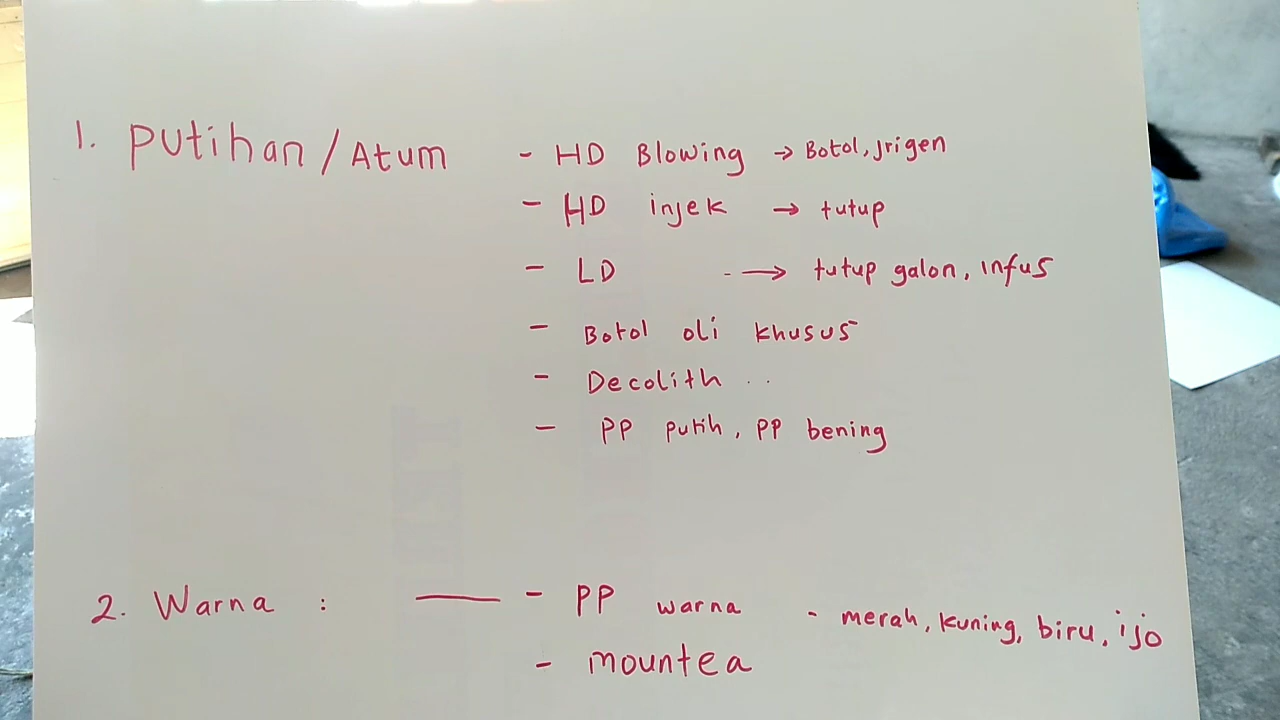 1. Putihan / Atum - HD Blowing → Botol, Jrigen
- HD injek → tutup
- LD - → tutup galon, infus
- Botol oli khusus
- Decolith ..
- PP putih, PP bening
2. Warna : — - PP warna - merah, kuning, biru, ijo
- mountea